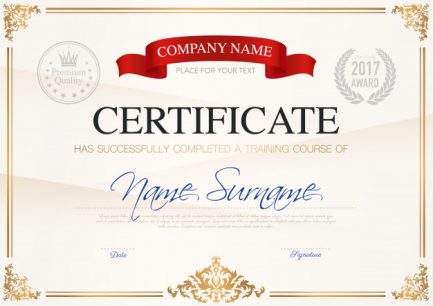 COMPANY NAME
PLACE FOR YOUR TEXT
Premium
Quality
2017
AWARD
CERTIFICATE
HAS SUCCESSFULLY COMPLETED A TRAINING COURSE OF
Name Surname
Date
Signature